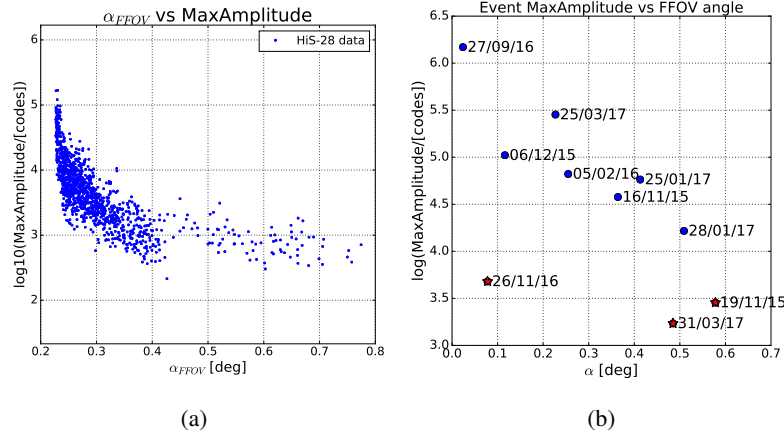 α_FFOV vs MaxAmplitude
HiS-28 data
log10(MaxAmplitude/[codes])
6
5
4
3
2
0.2 0.3 0.4 0.5 0.6 0.7 0.8
α_FFOV [deg]
(a)
Event MaxAmplitude vs FFOV angle
log(MaxAmplitude/[codes])
6.5
6.0
5.5
5.0
4.5
4.0
3.5
3.0
27/09/16
25/03/17
06/12/15
05/02/16
25/01/17
16/11/15
28/01/17
26/11/16
19/11/15
31/03/17
0.0 0.1 0.2 0.3 0.4 0.5 0.6 0.7
α [deg]
(b)